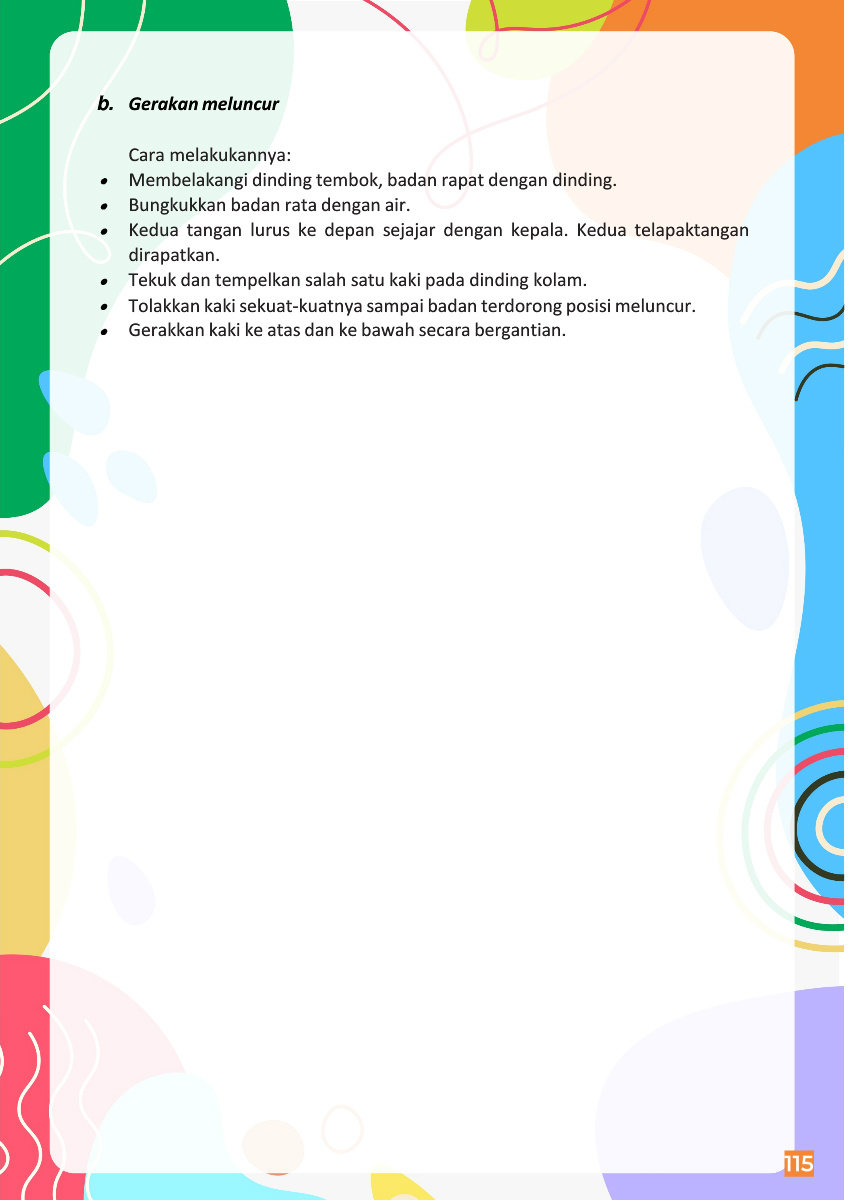 b. Gerakan meluncur
Cara melakukannya:
• Membelakangi dinding tembok, badan rapat dengan dinding.
• Bungkukkan badan rata dengan air.
• Kedua tangan lurus ke depan sejajar dengan kepala. Kedua telapaktangan
dirapatkan.
• Tekuk dan tempelkan salah satu kaki pada dinding kolam.
• Tolakkan kaki sekuat-kuatnya sampai badan terdorong posisi meluncur.
• Gerakkan kaki ke atas dan ke bawah secara bergantian.
115